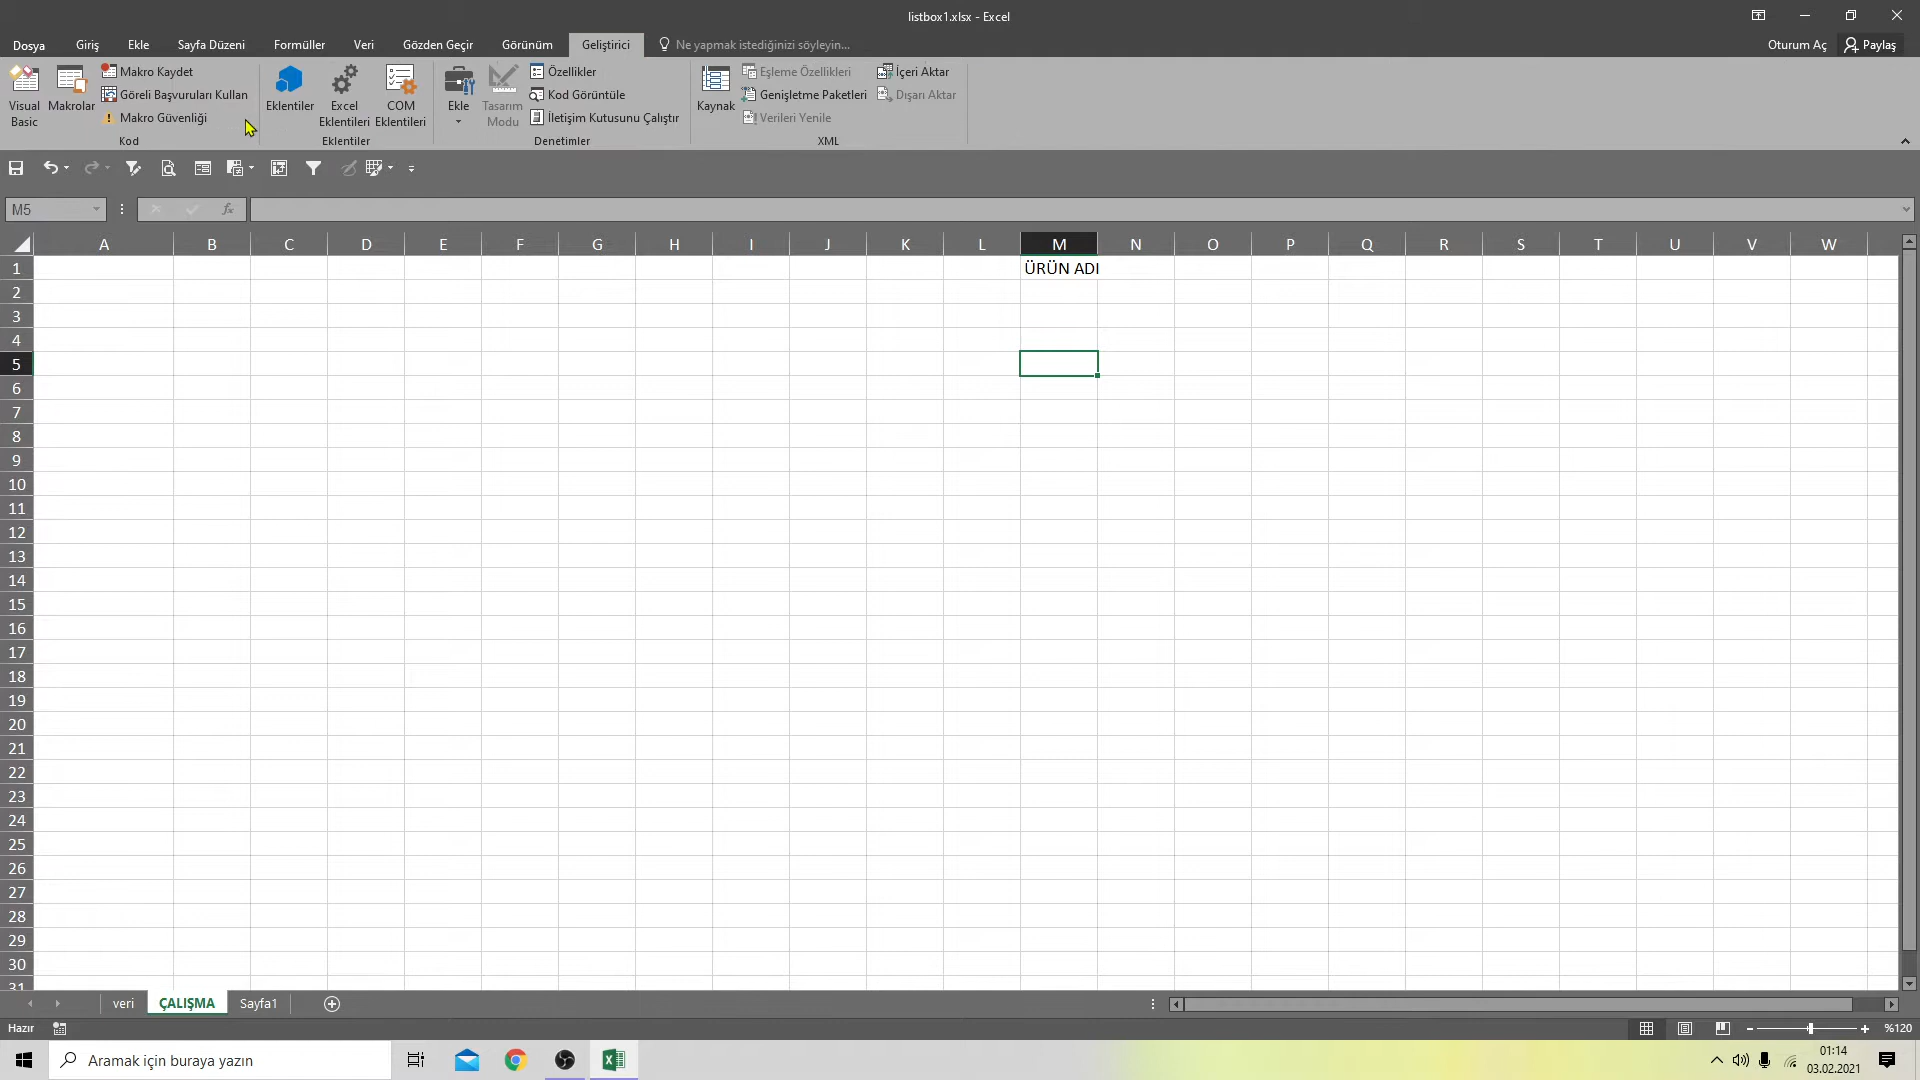 listbox1.xlsx - Excel
Dosya Giriş Ekle Sayfa Düzeni Formüller Veri Gözden Geçir Görünüm Geliştirici Ne yapmak istediğinizi söyleyin... Oturum Aç Paylaş
Visual Basic
Makrolar
Makro Kaydet
Göreli Başvuruları Kullan
Makro Güvenliği
Kod
Eklentiler
Excel Eklentileri
COM Eklentileri
Eklentiler
Ekle
Tasarım Modu
Özellikler
Kod Görüntüle
İletişim Kutusunu Çalıştır
Denetimler
Kaynak
Eşleme Özellikleri
Genişletme Paketleri
Verileri Yenile
İçeri Aktar
Dışarı Aktar
XML
M5 fx
A B C D E F G H I J K L M N O P Q R S T U V W
1 ÜRÜN ADI
2
3
4
5
6
7
8
9
10
11
12
13
14
15
16
17
18
19
20
21
22
23
24
25
26
27
28
29
30
31
veri ÇALIŞMA Sayfa1
Hazır %120
Aramak için buraya yazın
01:14
03.02.2021